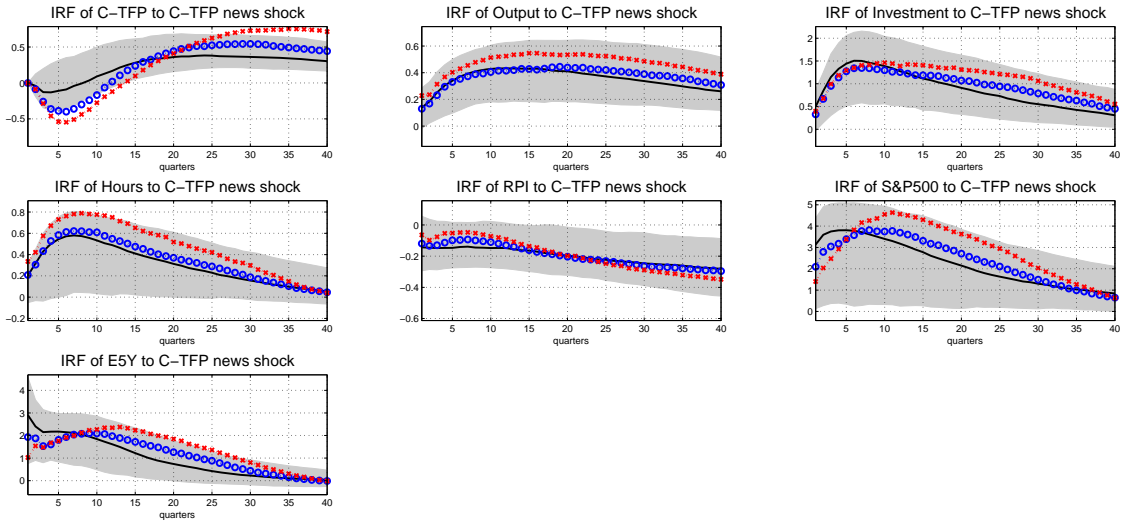 IRF of C−TFP to C−TFP news shock
0.5
0
−0.5
5 10 15 20 25 30 35 40
quarters
IRF of Output to C−TFP news shock
0.6
0.4
0.2
0
5 10 15 20 25 30 35 40
quarters
IRF of Investment to C−TFP news shock
2
1.5
1
0.5
0
5 10 15 20 25 30 35 40
quarters
IRF of Hours to C−TFP news shock
0.8
0.6
0.4
0.2
0
−0.2
5 10 15 20 25 30 35 40
quarters
IRF of RPI to C−TFP news shock
0
−0.2
−0.4
−0.6
5 10 15 20 25 30 35 40
quarters
IRF of S&P500 to C−TFP news shock
5
4
3
2
1
0
5 10 15 20 25 30 35 40
quarters
IRF of E5Y to C−TFP news shock
4
3
2
1
0
5 10 15 20 25 30 35 40
quarters